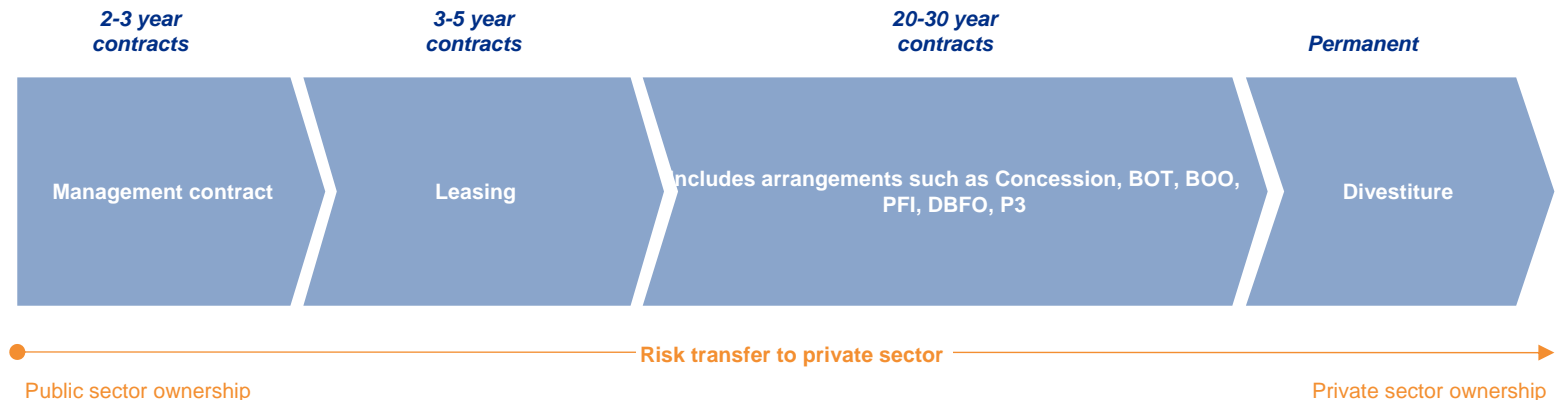 2-3 year
contracts
3-5 year
contracts
20-30 year
contracts
Permanent
Management contract
Leasing
Includes arrangements such as Concession, BOT, BOO,
PFI, DBFO, P3
Divestiture
Risk transfer to private sector
Public sector ownership
Private sector ownership